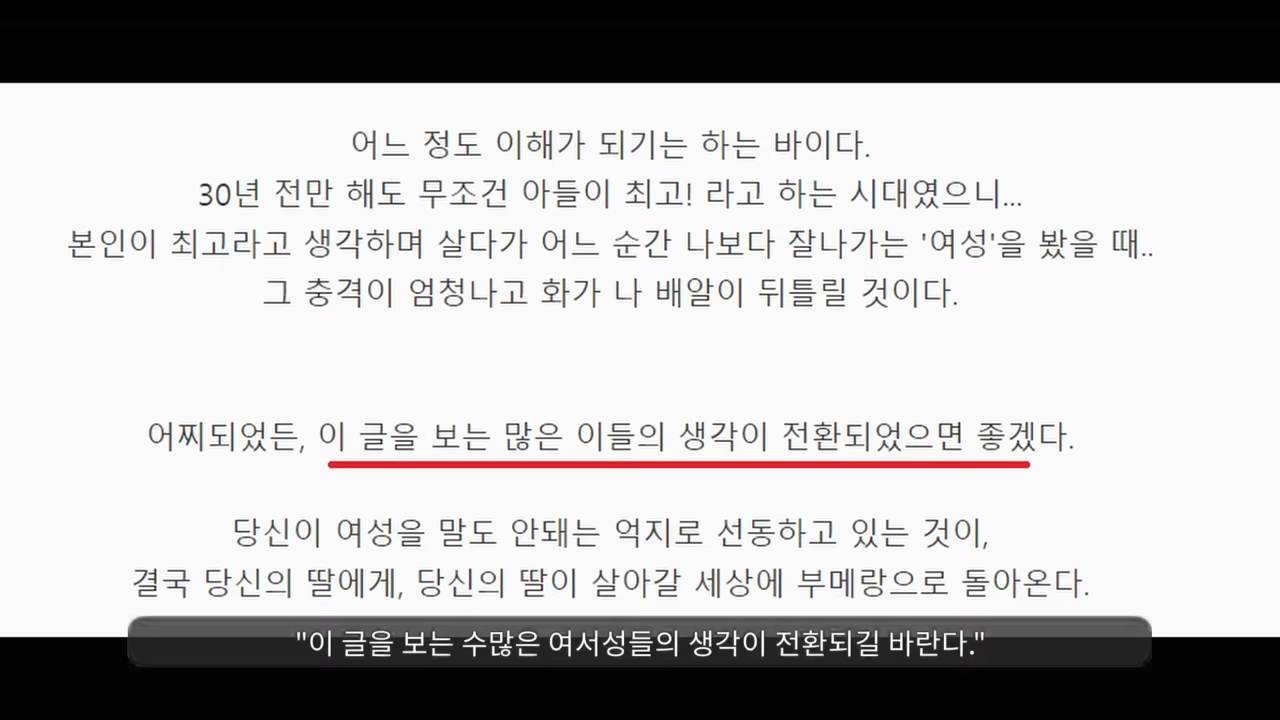 어느 정도 이해가 되기는 하는 바이다.
30년 전만 해도 무조건 아들이 최고! 라고 하는 시대였으니...
본인이 최고라고 생각하며 살다가 어느 순간 나보다 잘나가는 '여성'을 봤을 때..
그 충격이 엄청나고 화가 나 배알이 뒤틀릴 것이다.
어찌되었든, 이 글을 보는 많은 이들의 생각이 전환되었으면 좋겠다.
당신이 여성을 말도 안돼는 억지로 선동하고 있는 것이,
결국 당신의 딸에게, 당신의 딸이 살아갈 세상에 부메랑으로 돌아온다.
"이 글을 보는 수많은 여서성들의 생각이 전환되길 바란다."